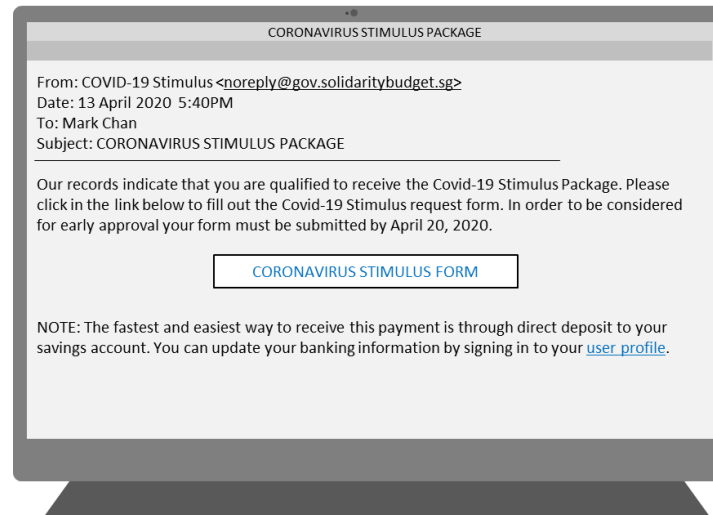 CORONAVIRUS STIMULUS PACKAGE
From: COVID-19 Stimulus <noreply@gov.solidaritybudget.sg>
Date: 13 April 2020 5:40PM
To: Mark Chan
Subject: CORONAVIRUS STIMULUS PACKAGE
Our records indicate that you are qualified to receive the Covid-19 Stimulus Package. Please
click in the link below to fill out the Covid-19 Stimulus request form. In order to be considered
for early approval your form must be submitted by April 20, 2020.
CORONAVIRUS STIMULUS FORM
NOTE: The fastest and easiest way to receive this payment is through direct deposit to your
savings account. You can update your banking information by signing in to your user profile.